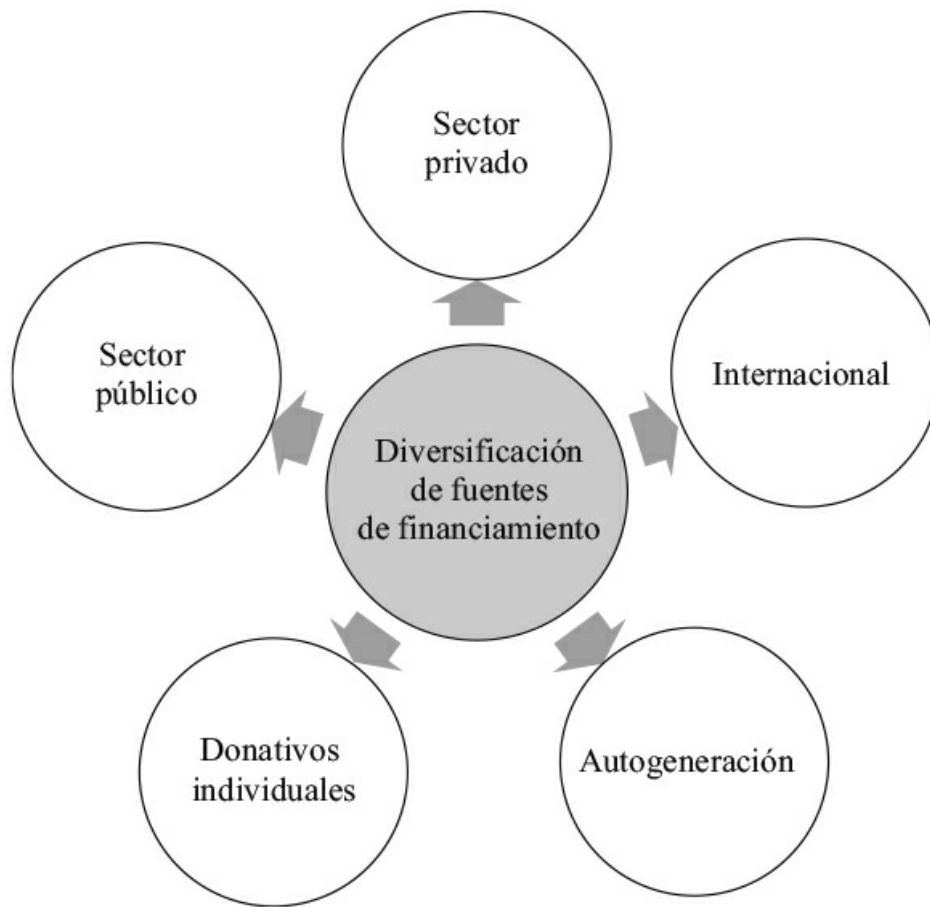 Sector
privado
Sector
público
Internacional
Diversificación
de fuentes
de financiamiento
Donativos
individuales
Autogeneración